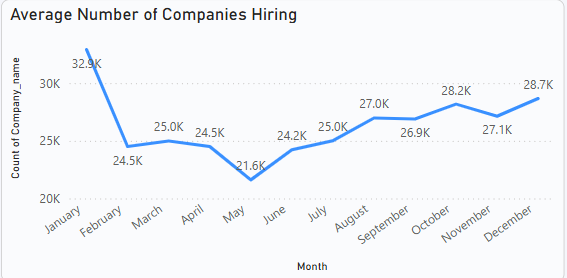 Average Number of Companies Hiring
Count of Company_name
30K
25K
20K
32.9K
24.5K
25.0K
24.5K
21.6K
24.2K
25.0K
27.0K
26.9K
28.2K
27.1K
28.7K
January
February
March
April
May
June
July
August
September
October
November
December
Month